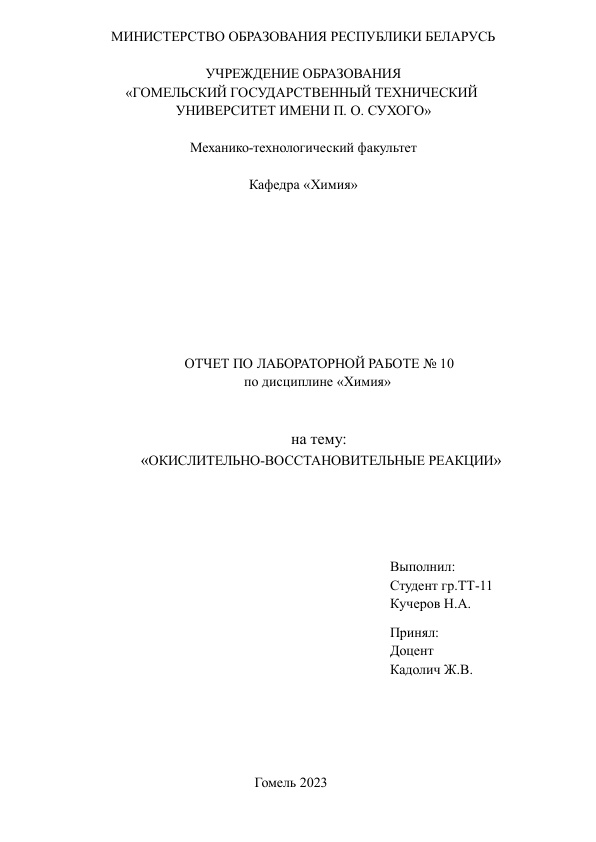 МИНИСТЕРСТВО ОБРАЗОВАНИЯ РЕСПУБЛИКИ БЕЛАРУСЬ
УЧРЕЖДЕНИЕ ОБРАЗОВАНИЯ
«ГОМЕЛЬСКИЙ ГОСУДАРСТВЕННЫЙ ТЕХНИЧЕСКИЙ
УНИВЕРСИТЕТ ИМЕНИ П. О. СУХОГО»
Механико-технологический факультет
Кафедра «Химия»
ОТЧЕТ ПО ЛАБОРАТОРНОЙ РАБОТЕ № 10
по дисциплине «Химия»
на тему:
«ОКИСЛИТЕЛЬНО-ВОССТАНОВИТЕЛЬНЫЕ РЕАКЦИИ»
Выполнил:
Студент гр.ТТ-11
Кучеров Н.А.
Принял:
Доцент
Кадолич Ж.В.
Гомель 2023